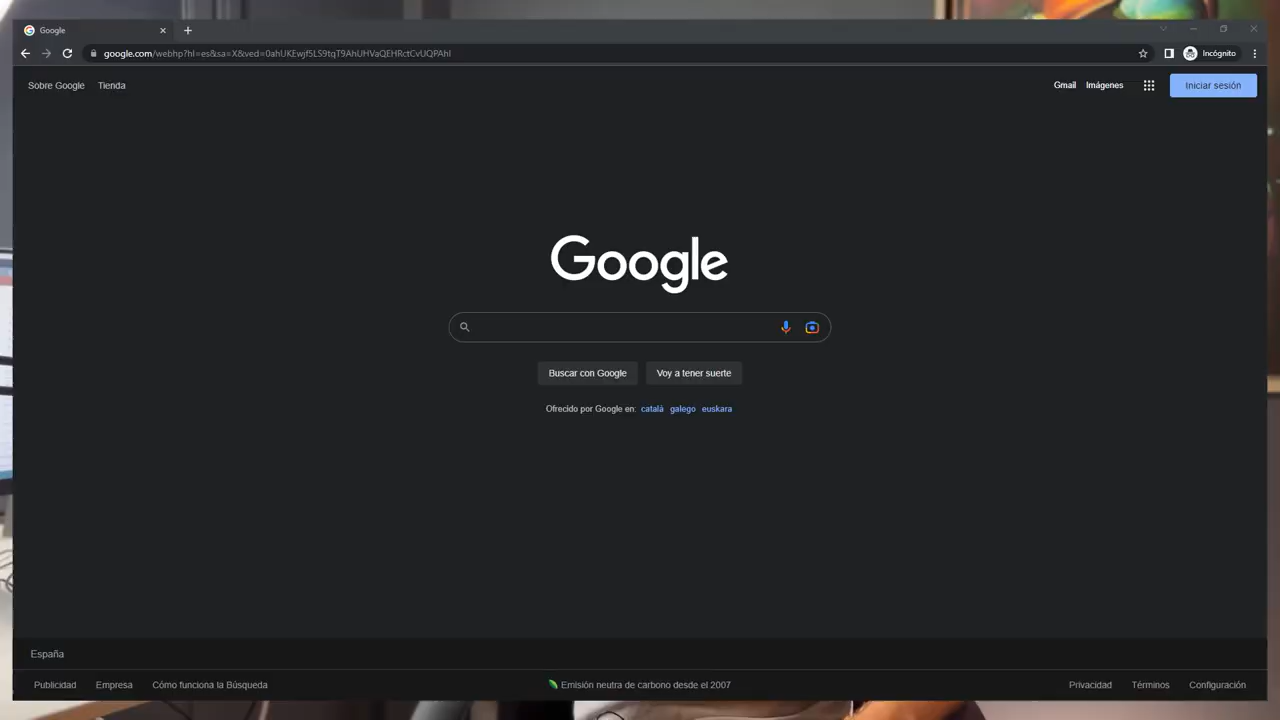 Google
google.com/webhp?hl=es&sa=X&ved=0ahUKEwjf5LS9tqT9AhUHVaQEHRctCvUQPAhI
Incógnito
Sobre Google Tienda
Gmail Imágenes
Iniciar sesión
Google
Buscar con Google Voy a tener suerte
Ofrecido por Google en: català galego euskara
España
Publicidad Empresa Cómo funciona la Búsqueda
Emisión neutra de carbono desde el 2007
Privacidad Términos Configuración